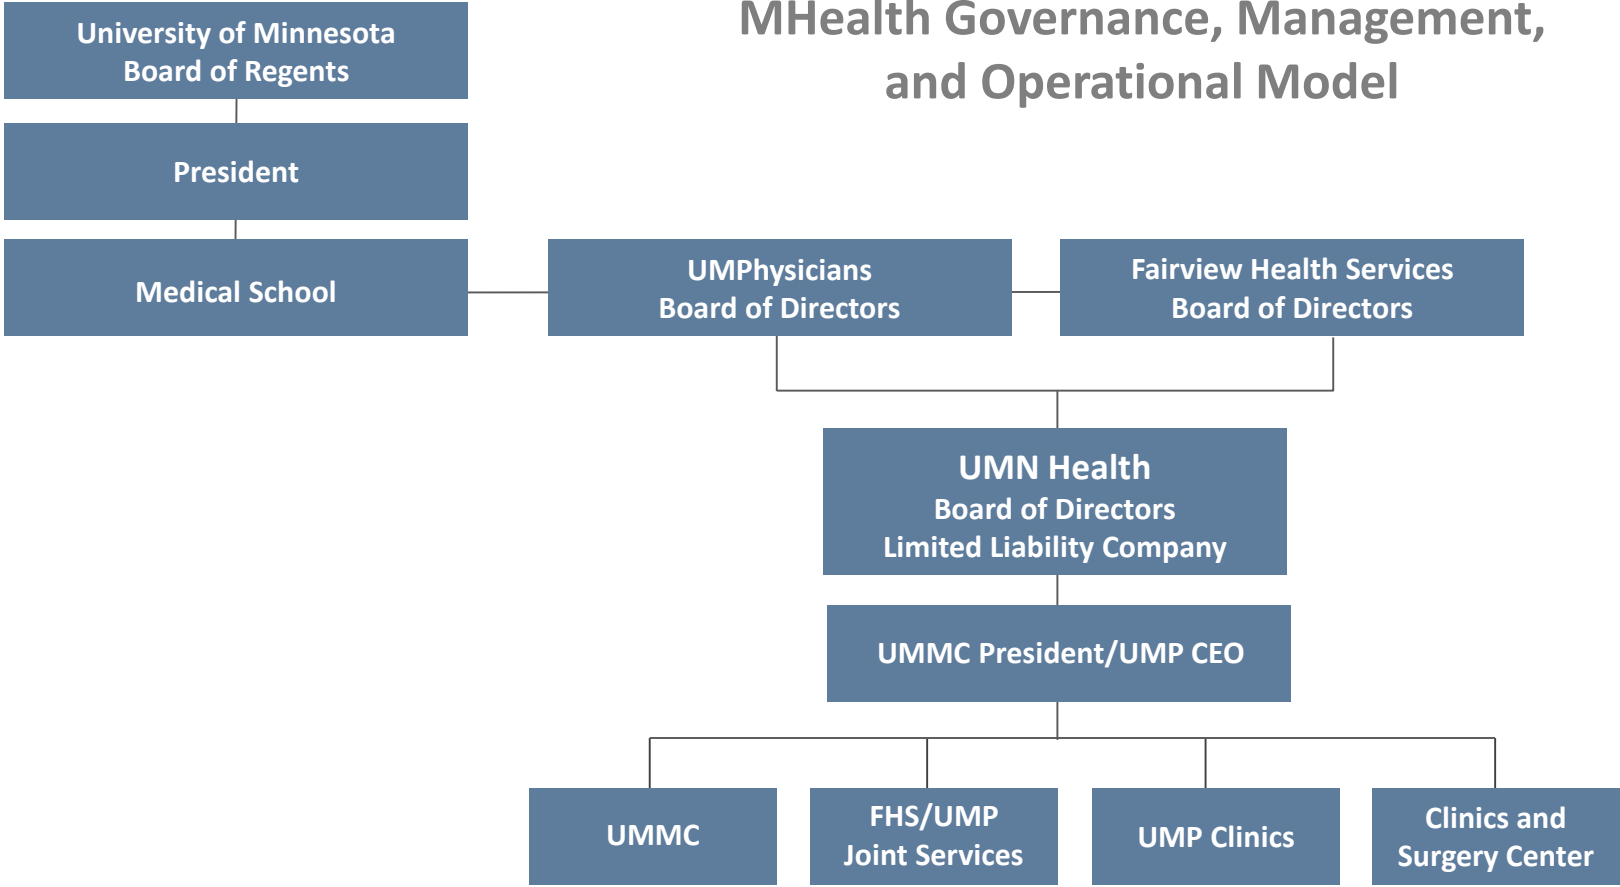 MHealth Governance, Management,
and Operational Model
University of Minnesota
Board of Regents
President
Medical School
UMPhysicians
Board of Directors
Fairview Health Services
Board of Directors
UMN Health
Board of Directors
Limited Liability Company
UMMC President/UMP CEO
UMMC
FHS/UMP
Joint Services
UMP Clinics
Clinics and
Surgery Center